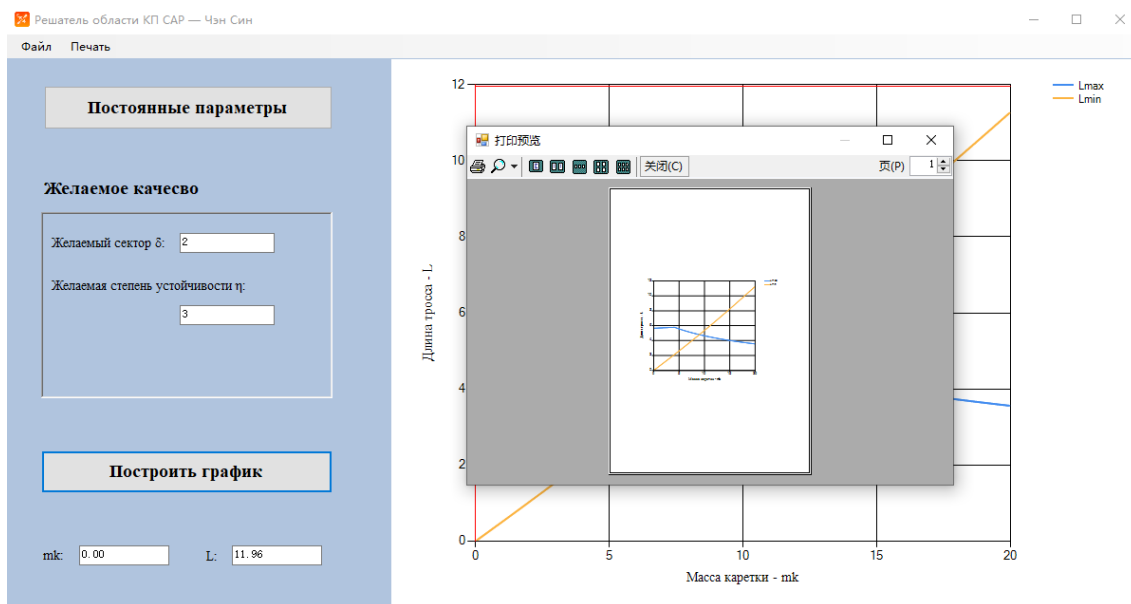 Решатель области КП САР — Чэн Син
Файл Печать
Постоянные параметры
Желаемое качесво
Желаемый сектор δ: 2
Желаемая степень устойчивости η:
3
Построить график
mk: 0.00 L: 11.96
12
10
8
6
4
2
0
Длина тросса - L
0 5 10 15 20
Масса каретки - mk
Lmax
Lmin
打印预览
关闭(C) 页(P) 1